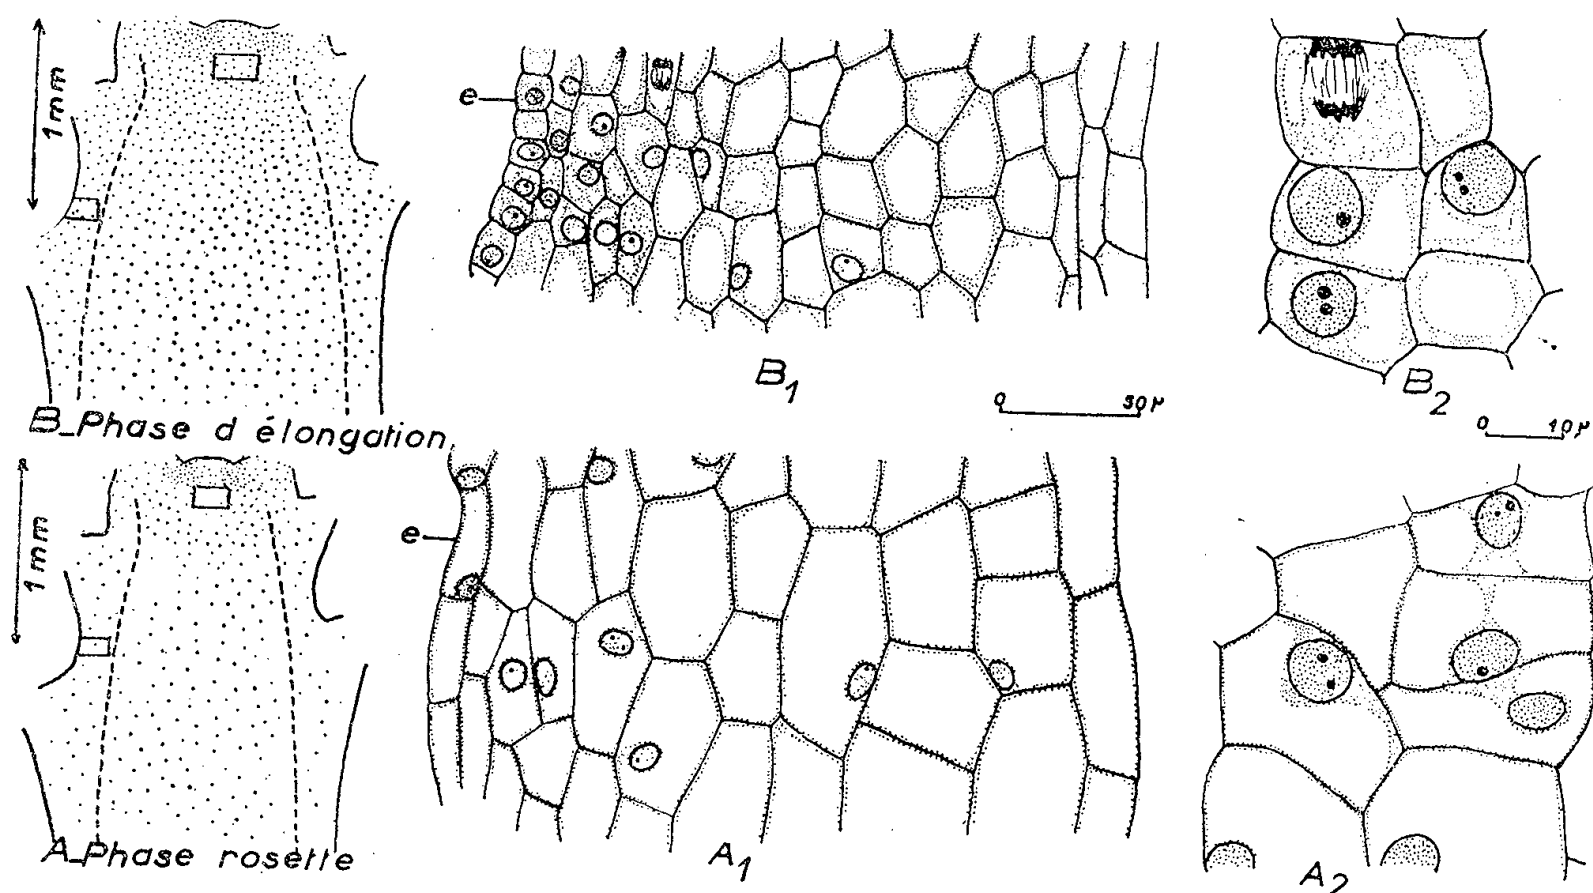 1mm
e
B1
0 50µ
B2
0 10µ
B_Phase d élongation.
1mm
e
A_Phase rosette
A1
A2